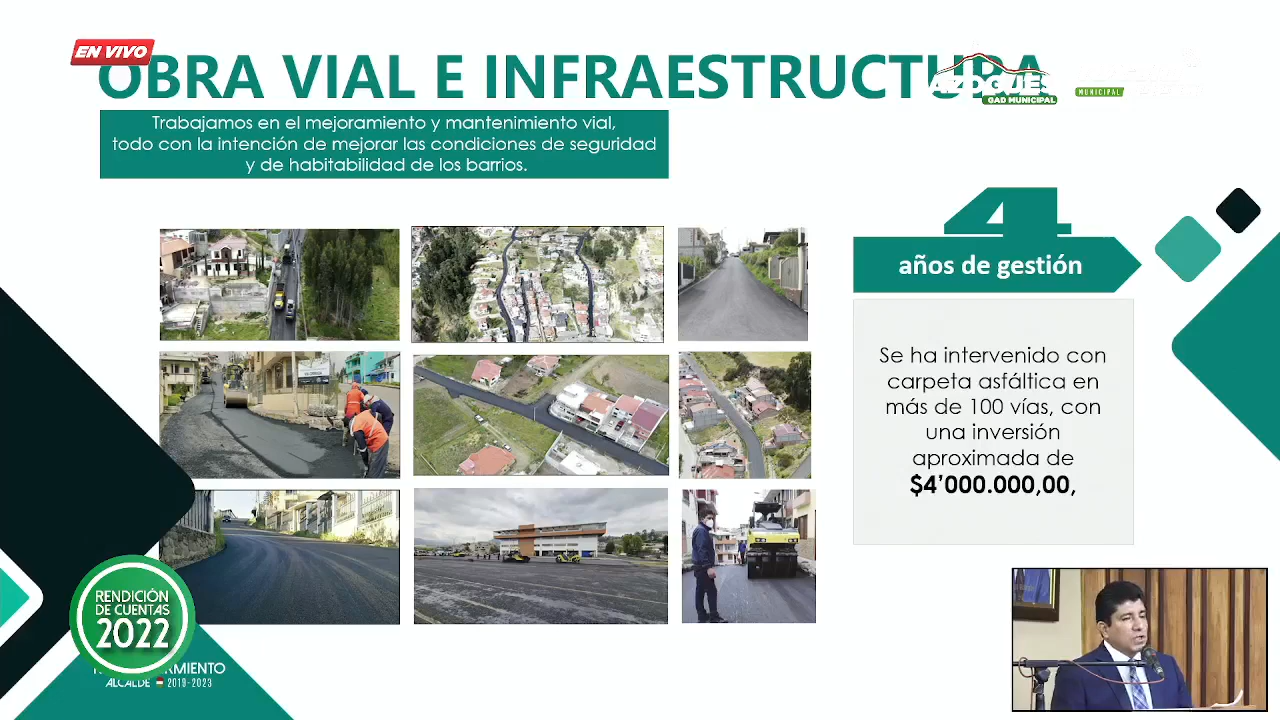 EN VIVO
OBRA VIAL E INFRAESTRUCTURA
AZOGUES
GAD MUNICIPAL
MUNICIPAL
Trabajamos en el mejoramiento y mantenimiento vial,
todo con la intención de mejorar las condiciones de seguridad
y de habitabilidad de los barrios.
4
años de gestión
Se ha intervenido con
carpeta asfáltica en
más de 100 vías, con
una inversión
aproximada de
$4’000.000,00,
RENDICIÓN
DE CUENTAS
2022
ALCALDE 2019-2023